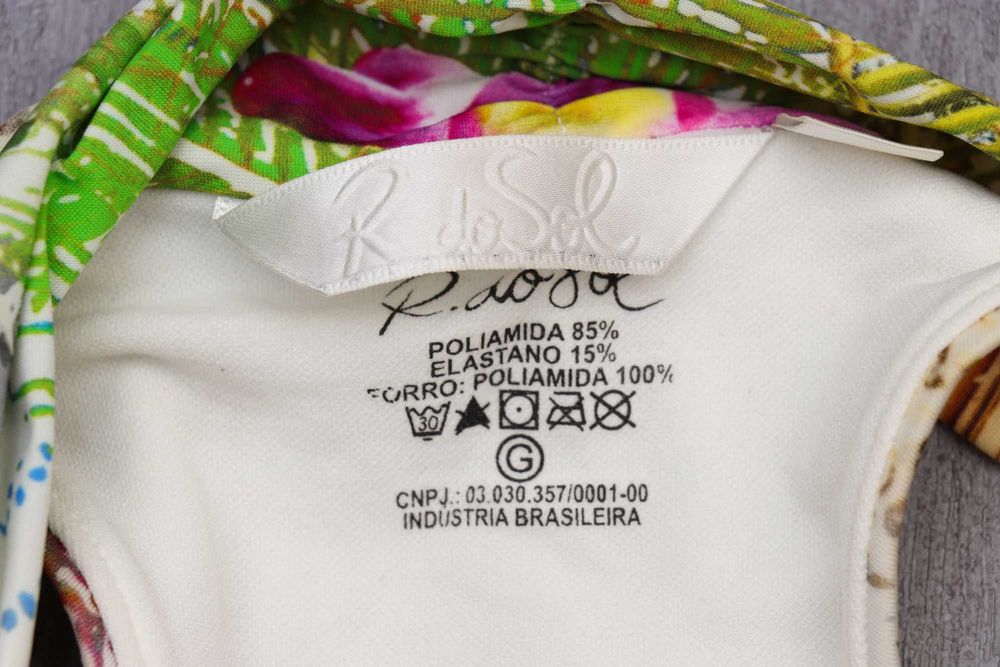 R. do Sol
R. do Sol
POLIAMIDA 85%
ELASTANO 15%
FORRO: POLIAMIDA 100%
30
G
CNPJ.: 03.030.357/0001-00
INDUSTRIA BRASILEIRA